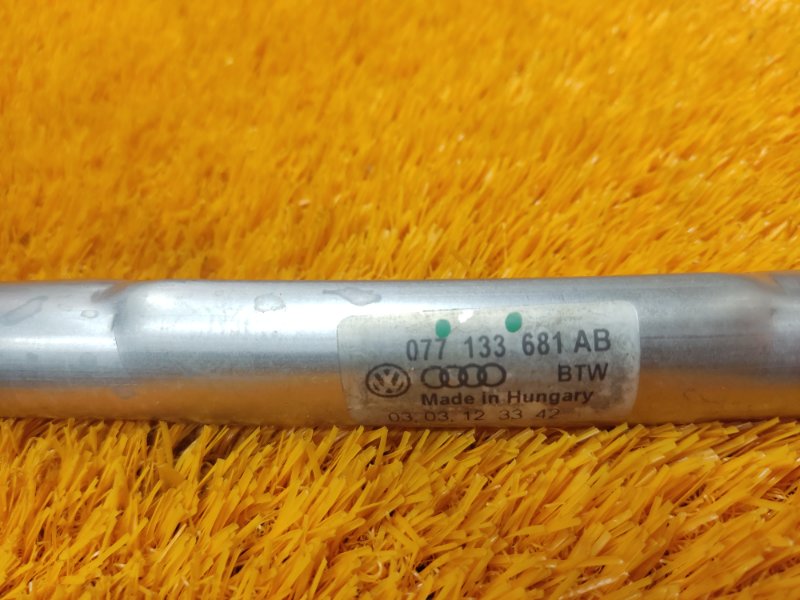 077 133 681 AB
BTW
Made in Hungary
03.03.12 33 42